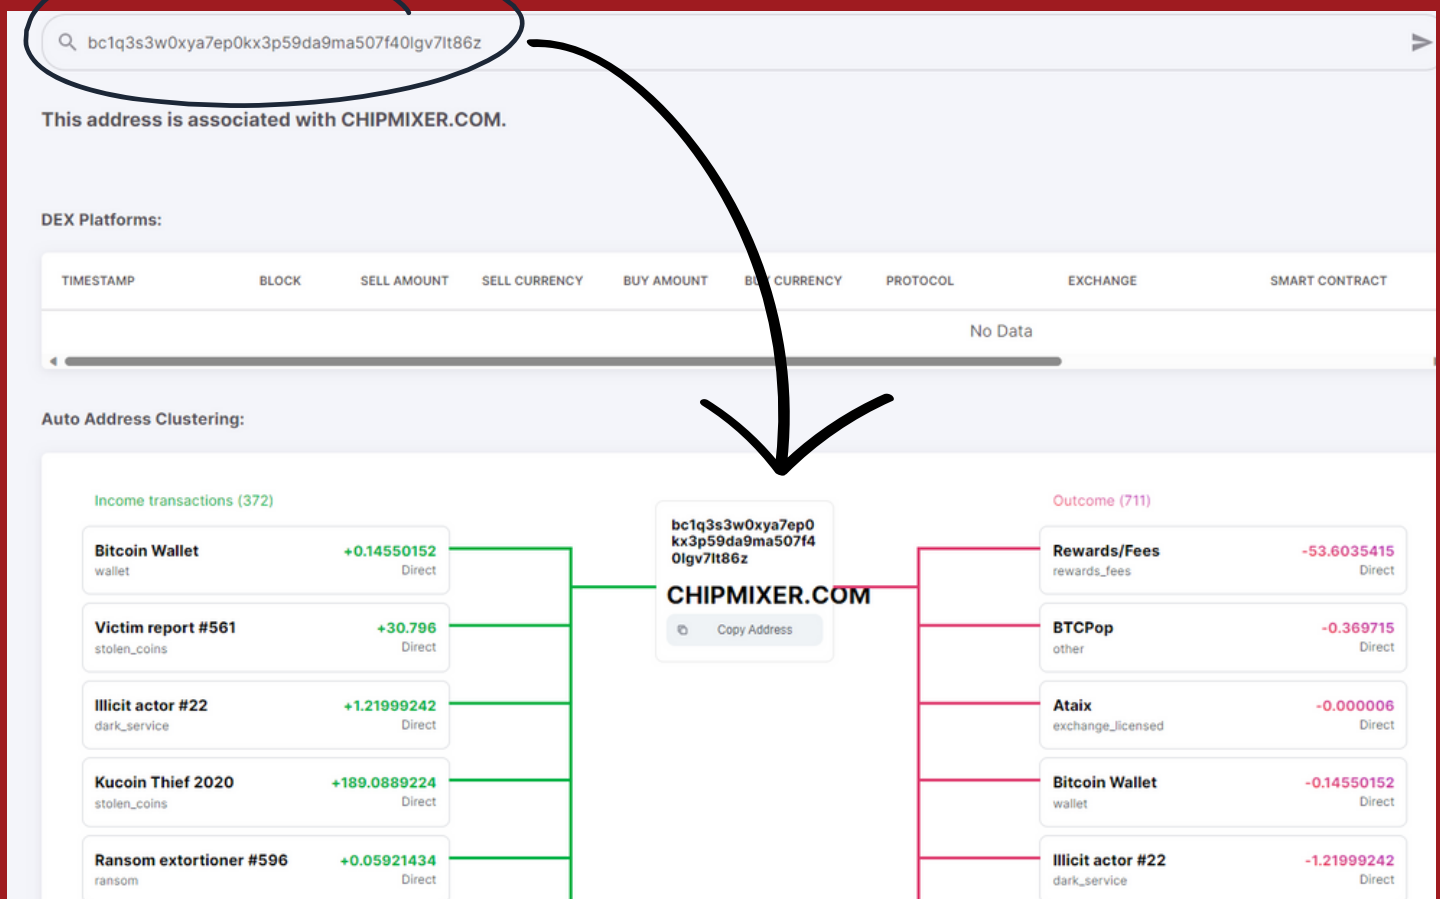 bc1q3s3w0xya7ep0kx3p59da9ma507f40lgv7lt86z
This address is associated with CHIPMIXER.COM.
DEX Platforms:
TIMESTAMP BLOCK SELL AMOUNT SELL CURRENCY BUY AMOUNT BUY CURRENCY PROTOCOL EXCHANGE SMART CONTRACT
No Data
Auto Address Clustering:
Income transactions (372)
Bitcoin Wallet +0.14550152
wallet Direct
Victim report #561 +30.796
stolen_coins Direct
Illicit actor #22 +1.21999242
dark_service Direct
Kucoin Thief 2020 +189.0889224
stolen_coins Direct
Ransom extortioner #596 +0.05921434
ransom Direct
bc1q3s3w0xya7ep0
kx3p59da9ma507f4
0lgv7lt86z
CHIPMIXER.COM
Copy Address
Outcome (711)
Rewards/Fees -53.6035415
rewards_fees Direct
BTCPop -0.369715
other Direct
Ataix -0.000006
exchange_licensed Direct
Bitcoin Wallet -0.14550152
wallet Direct
Illicit actor #22 -1.21999242
dark_service Direct